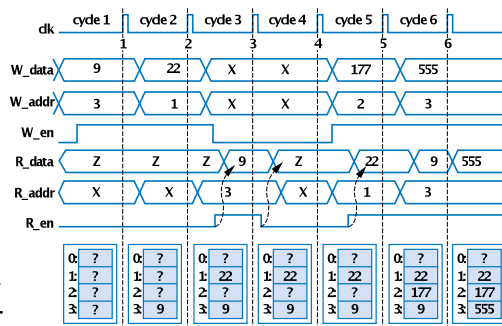 clk cycle 1 cycle 2 cycle 3 cycle 4 cycle 5 cycle 6
1 2 3 4 5 6
W_data 9 22 X X 177 555
W_addr 3 1 X X 2 3
W_en
R_data Z Z Z 9 Z 22 9 555
R_addr X X 3 X 1 3
R_en
0: ? 0: ? 0: ? 0: ? 0: ? 0: ? 0: ?
1: ? 1: ? 1: 22 1: 22 1: 22 1: 22 1: 22
2: ? 2: ? 2: ? 2: ? 2: ? 2: 177 2: 177
3: ? 3: 9 3: 9 3: 9 3: 9 3: 9 3: 555